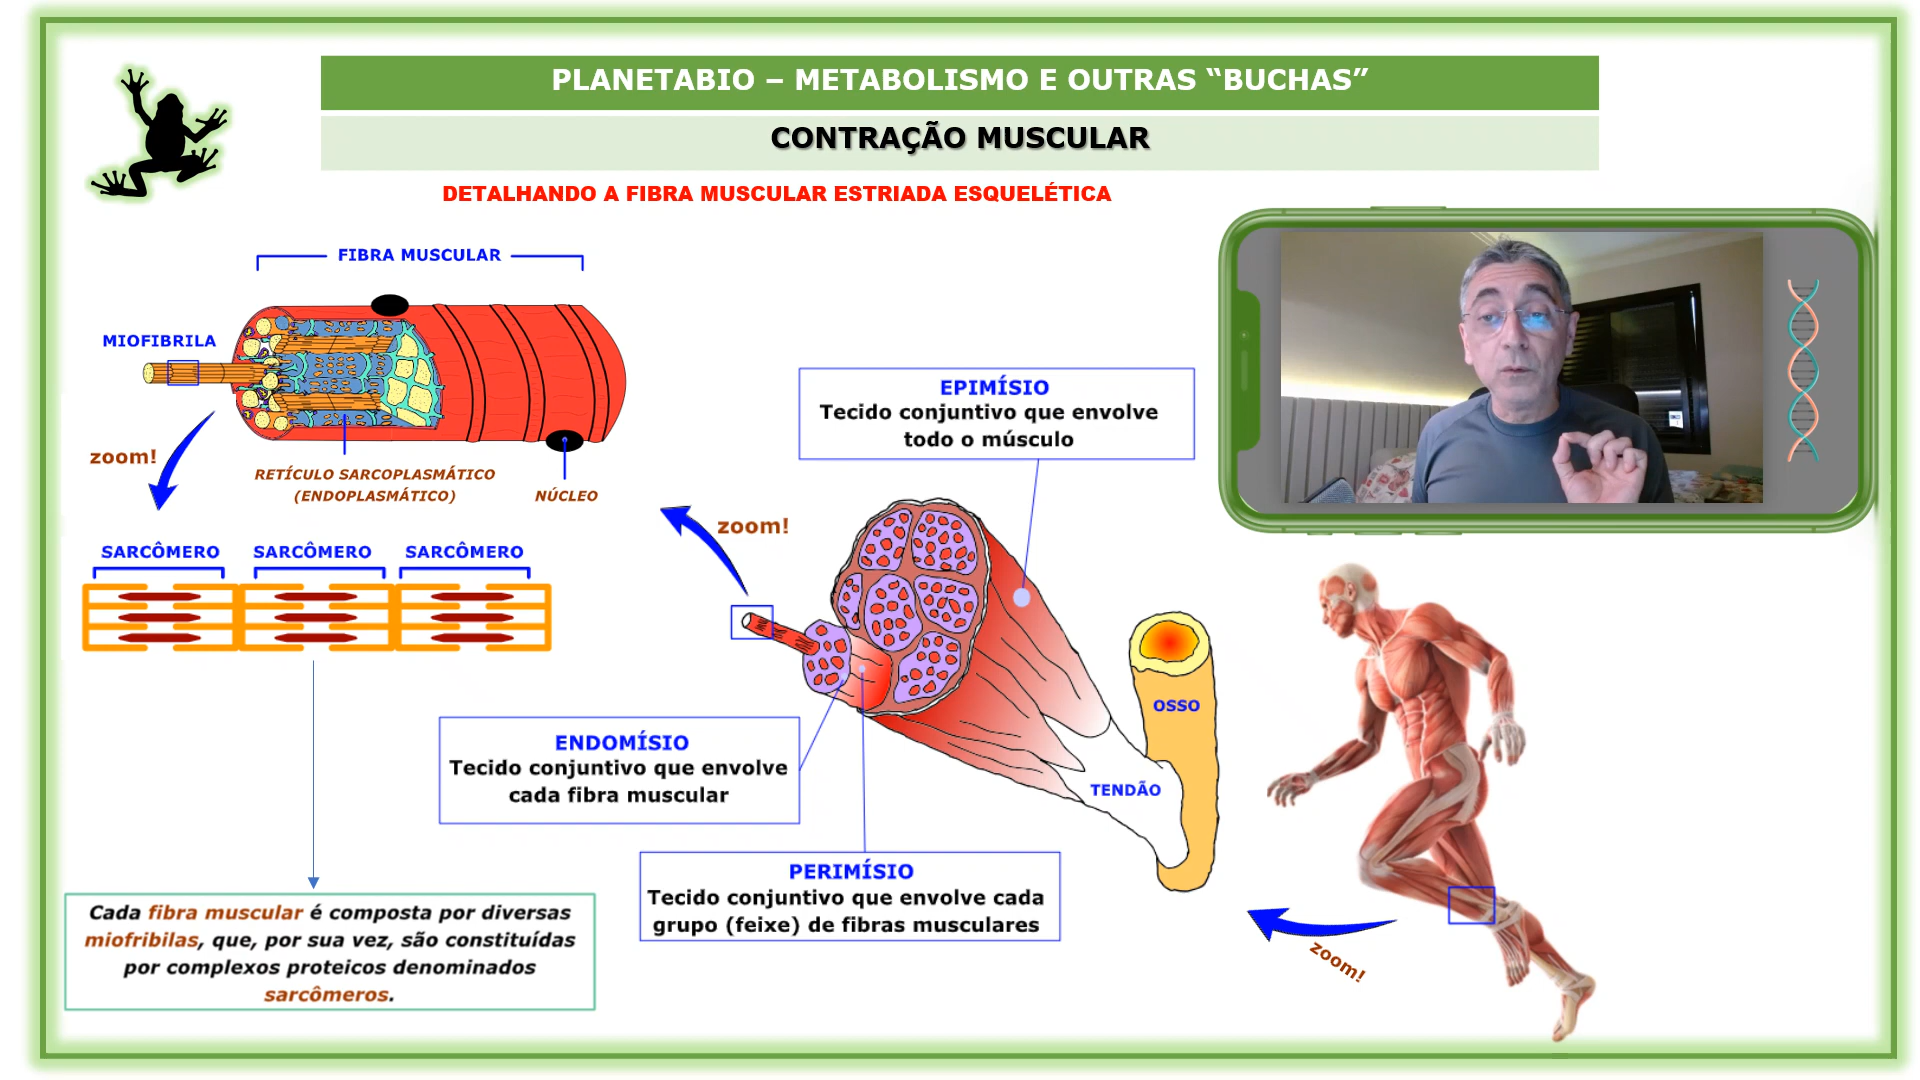 PLANETABIO – METABOLISMO E OUTRAS “BUCHAS”
CONTRAÇÃO MUSCULAR
DETALHANDO A FIBRA MUSCULAR ESTRIADA ESQUELÉTICA
FIBRA MUSCULAR
MIOFIBRILA
zoom!
RETÍCULO SARCOPLASMÁTICO
(ENDOPLASMÁTICO)
NÚCLEO
SARCÔMERO SARCÔMERO SARCÔMERO
zoom!
EPIMÍSIO
Tecido conjuntivo que envolve
todo o músculo
OSSO
TENDÃO
ENDOMÍSIO
Tecido conjuntivo que envolve
cada fibra muscular
PERIMÍSIO
Tecido conjuntivo que envolve cada
grupo (feixe) de fibras musculares
zoom!
Cada fibra muscular é composta por diversas
miofribilas, que, por sua vez, são constituídas
por complexos proteicos denominados
sarcômeros.